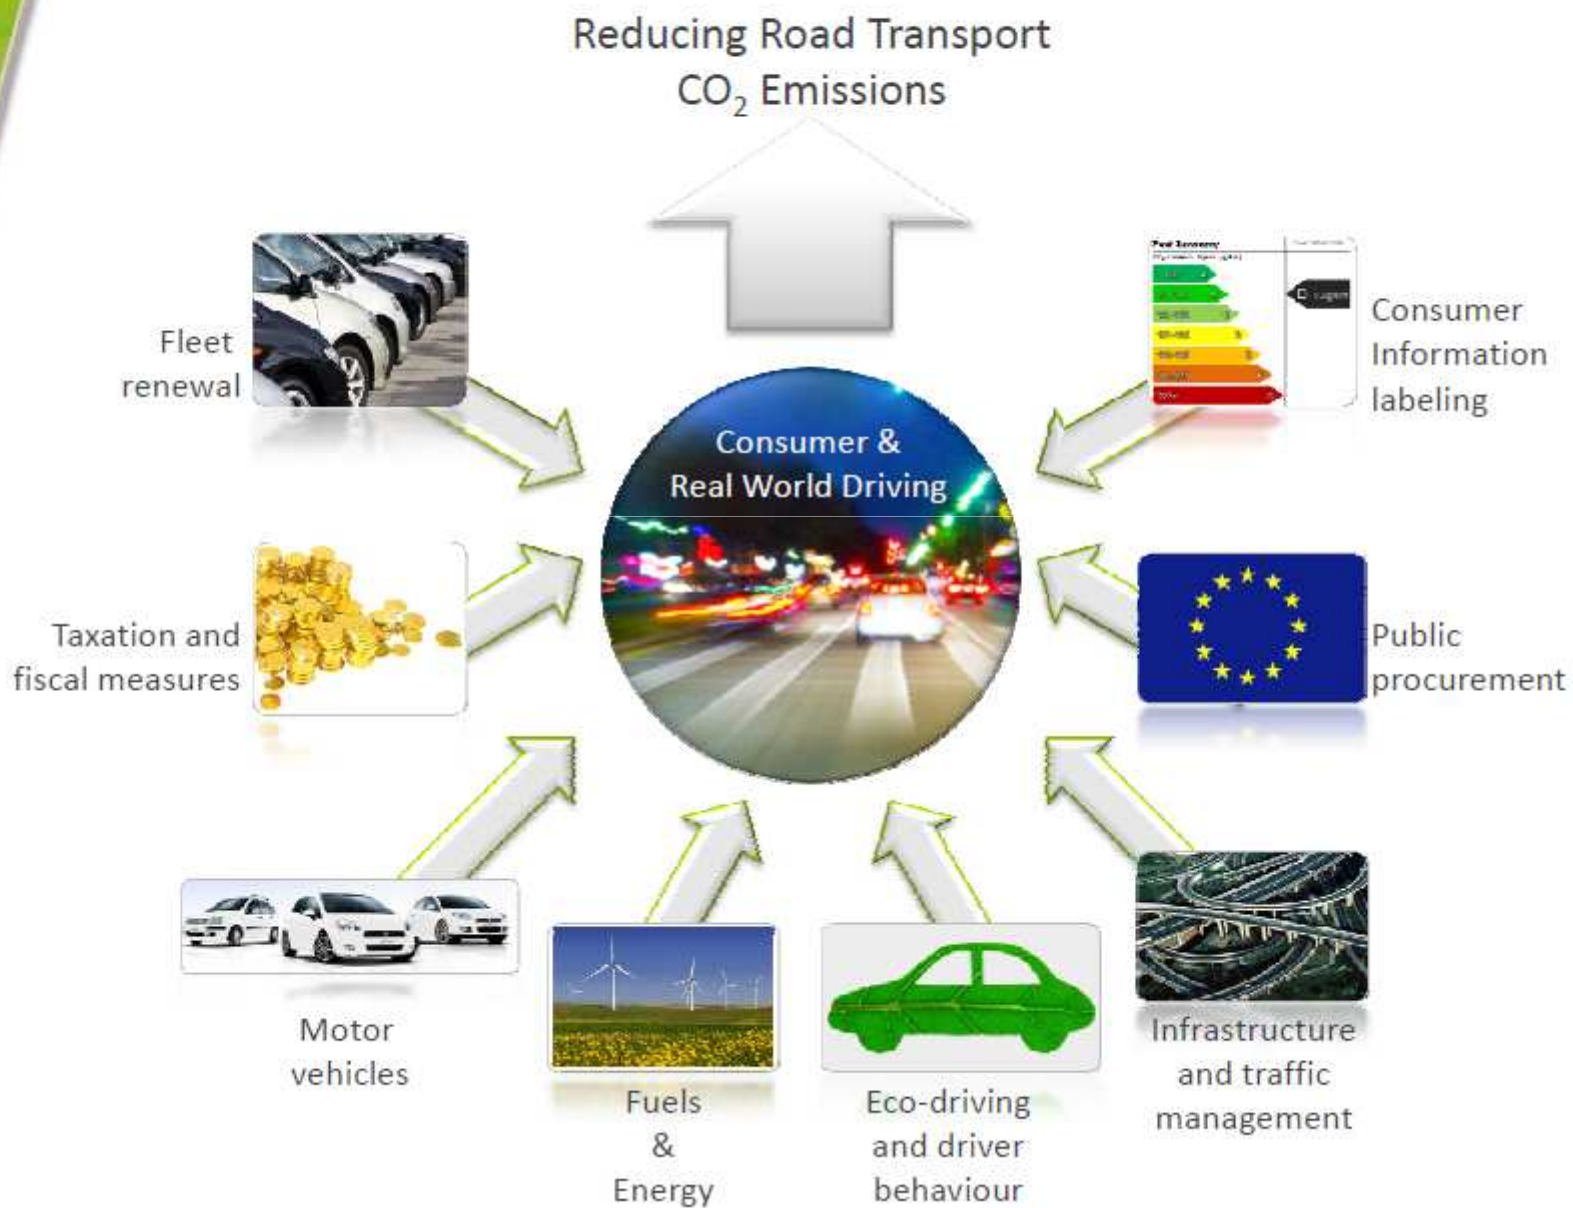 Reducing Road Transport
CO₂ Emissions
Fleet
renewal
Consumer
Information
labeling
Consumer &
Real World Driving
Taxation and
fiscal measures
Public
procurement
Motor
vehicles
Fuels
&
Energy
Eco-driving
and driver
behaviour
Infrastructure
and traffic
management